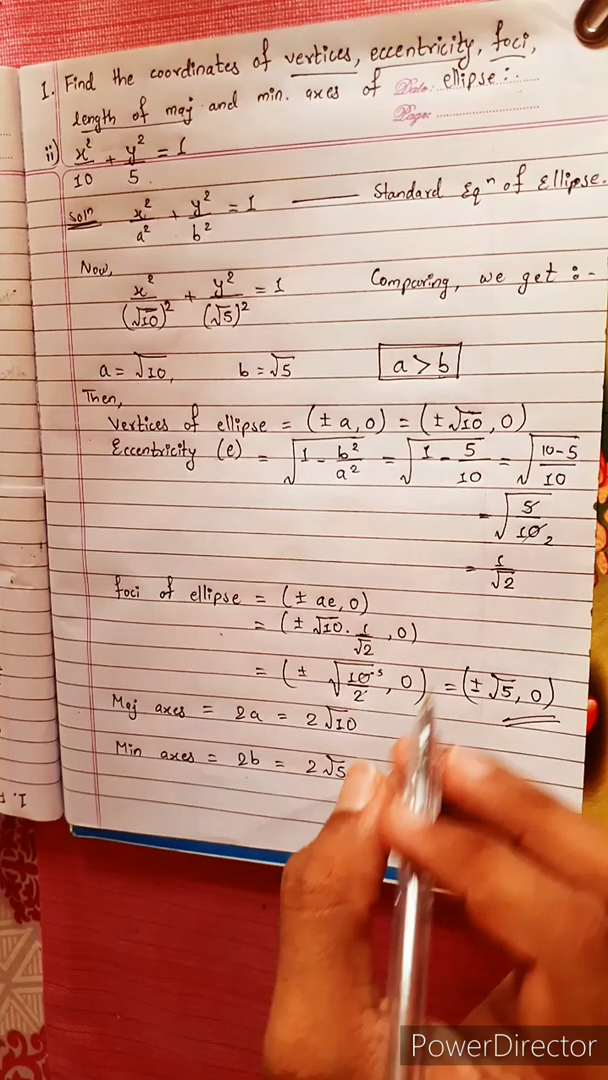 1. Find the coordinates of vertices, eccentricity, foci,
length of maj and min. axes of ellipse :.
Date: ....................
Page: ....................
ii) x²/10 + y²/5 = 1
Solⁿ x²/a² + y²/b² = 1 —— Standard Eqⁿ of Ellipse.
Now,
x²/(√10)² + y²/(√5)² = 1 Comparing, we get :-
a = √10, b = √5 a > b
Then,
Vertices of ellipse = (± a, 0) = (± √10, 0)
Eccentricity (e) = √(1 - b²/a²) = √(1 - 5/10) = √((10-5)/10)
= √(5/10) 2
= 1/√2
foci of ellipse = (± ae, 0)
= (± √10 . 1/√2, 0)
= (± √(10/2) 5, 0) = (± √5, 0)
Maj axes = 2a = 2√10
Min axes = 2b = 2√5
1. F
PowerDirector